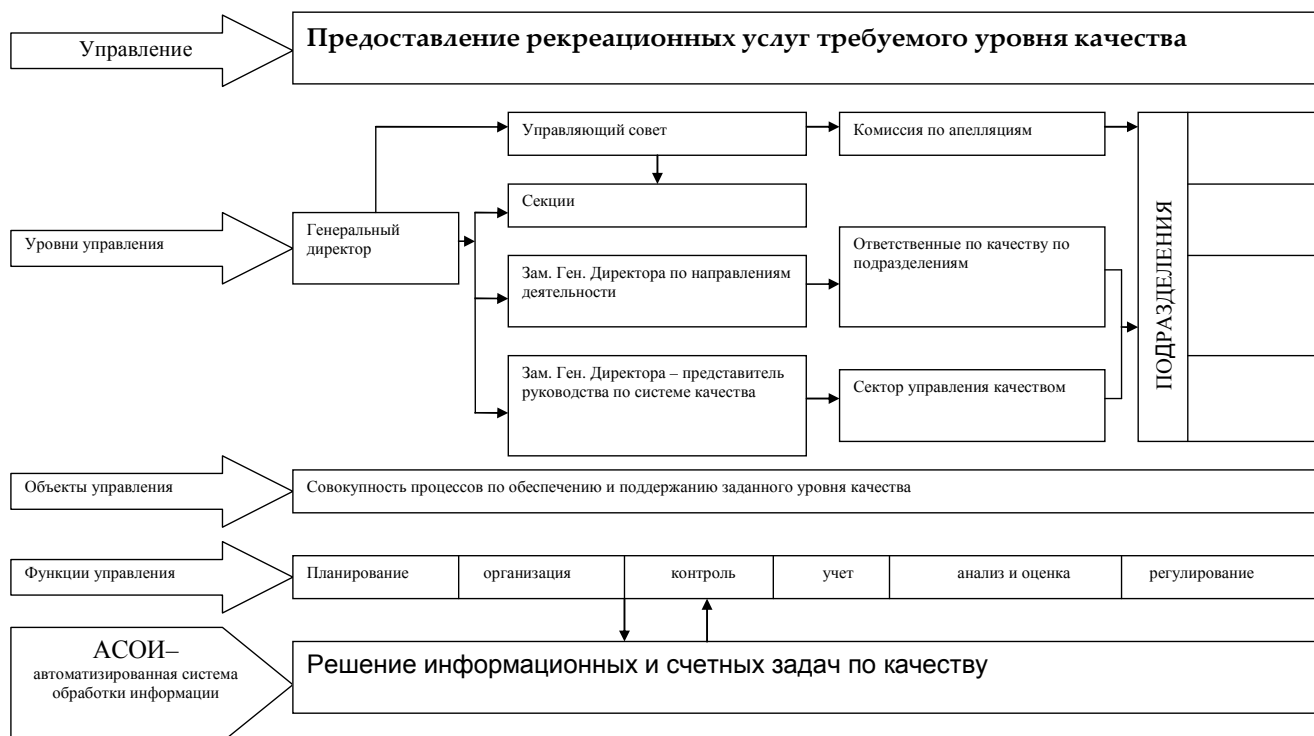 Управление
Предоставление рекреационных услуг требуемого уровня качества
Управляющий совет
Комиссия по апелляциям
Секции
Уровни управления
Генеральный
директор
Зам. Ген. Директора по направлениям
деятельности
Ответственные по качеству по
подразделениям
Зам. Ген. Директора – представитель
руководства по системе качества
Сектор управления качеством
ПОДРАЗДЕЛЕНИЯ
Объекты управления
Совокупность процессов по обеспечению и поддержанию заданного уровня качества
Функции управления
Планирование
организация
контроль
учет
анализ и оценка
регулирование
АСОИ–
автоматизированная система
обработки информации
Решение информационных и счетных задач по качеству